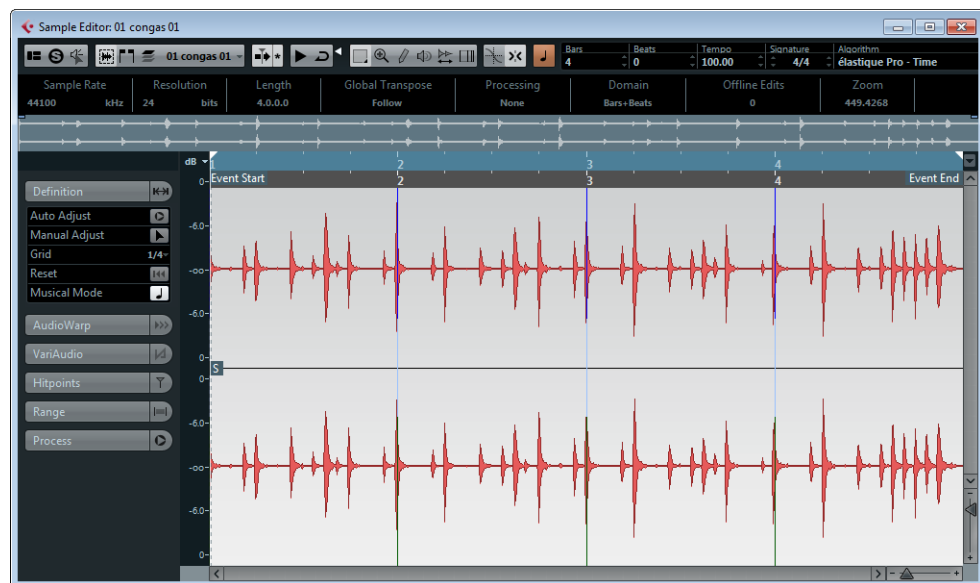 Sample Editor: 01 congas 01
01 congas 01
Bars Beats Tempo Signature Algorithm
4 0 100.00 4/4 élastique Pro - Time
Sample Rate Resolution Length Global Transpose Processing Domain Offline Edits Zoom
44100 kHz 24 bits 4.0.0.0 Follow None Bars+Beats 0 449.4268
dB 1 2 3 4
Event Start 2 3 4 Event End
Definition
Auto Adjust
Manual Adjust
Grid 1/4
Reset
Musical Mode
AudioWarp
VariAudio
Hitpoints
Range
Process
0
-6.0
-oo
-6.0
0
S
0
-6.0
-oo
-6.0
0